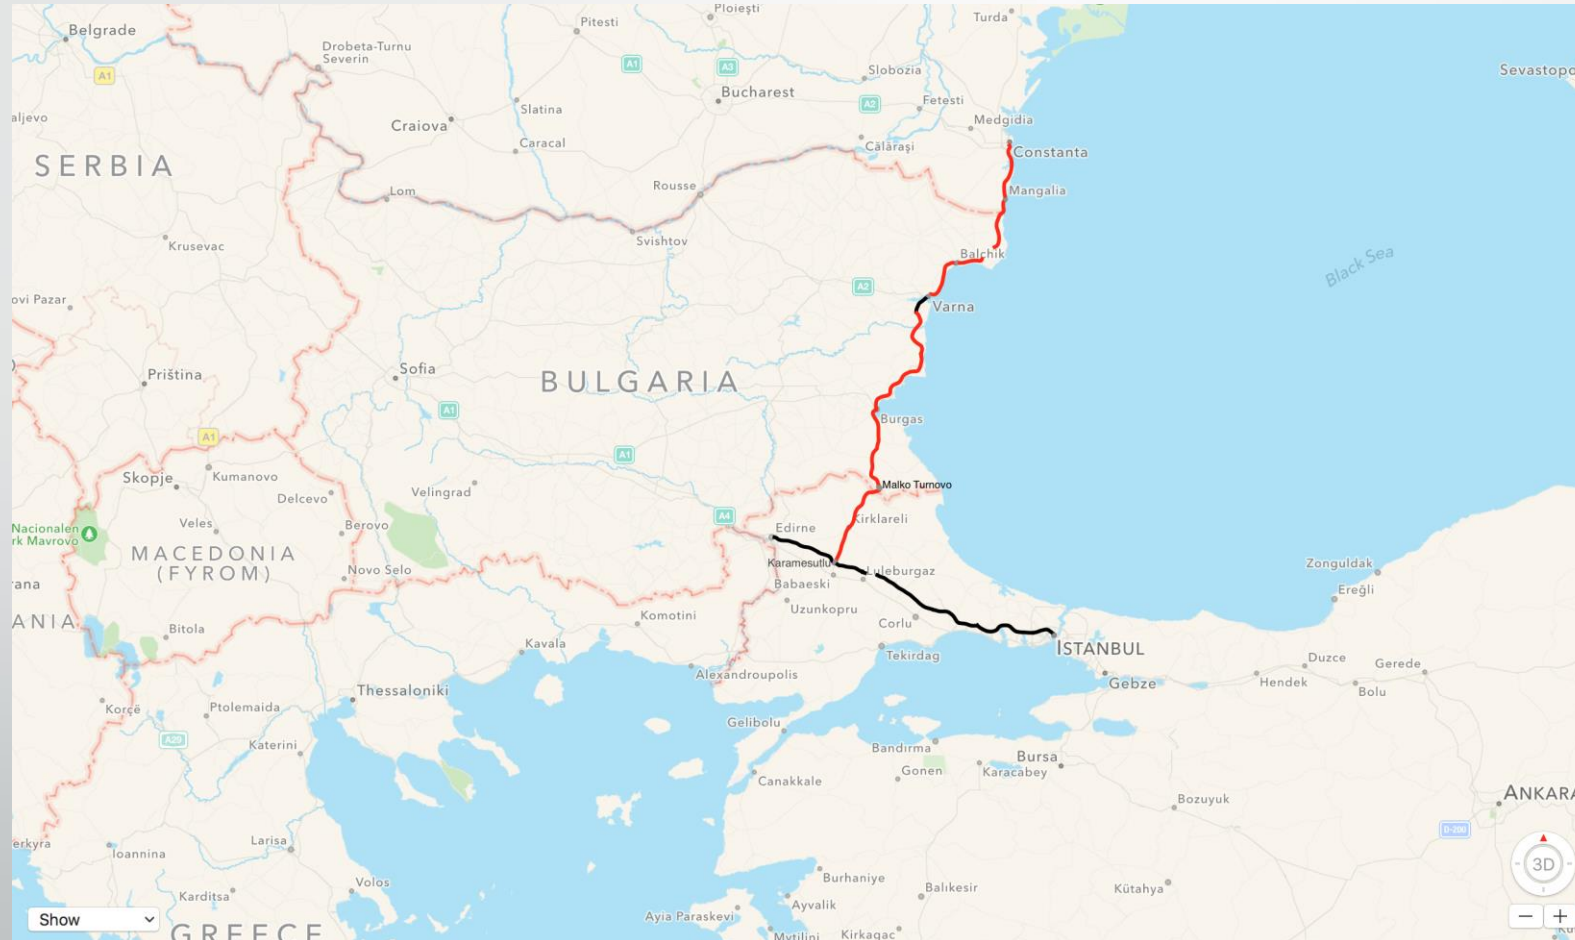 Ploiești
Turda
Pitesti
Belgrade
Drobeta-Turnu
Severin
A1
A1
A3
Slobozia
Sevastopo
Bucharest
A2
Fetesti
Slatina
Medgidia
aljevo
Craiova
Caracal
Călărași
Constanta
SERBIA
Rousse
Mangalia
Lom
Svishtov
Krusevac
Balchik
Black Sea
A2
ovi Pazar
Varna
Sofia
Priština
BULGARIA
A1
Burgas
A1
A1
Skopje
Kumanovo
Malko Turnovo
Velingrad
Delcevo
A4
Kirklareli
Nacionalen
rk Mavrovo
Veles
Berovo
Edirne
MACEDONIA
(FYROM)
Karamesutlu
Zonguldak
Novo Selo
Luleburgaz
rana
Babaeski
Ereğli
Uzunkopru
ANIA
Komotini
Corlu
Bitola
Kavala
Tekirdag
İSTANBUL
Duzce
Gerede
Alexandroupolis
Gebze
Hendek
Bolu
Thessaloniki
Korçë
Ptolemaida
Gelibolu
A29
Katerini
Bandırma
Bursa
Gonen
Karacabey
Canakkale
ANKARA
Bozuyuk
D-200
Larisa
erkyra
Ioannina
3D
Burhaniye
Volos
Balıkesir
Kütahya
Karditsa
Ayvalik
Show
Ayia Paraskevi
GREECE
Mytilini
Kirkagac